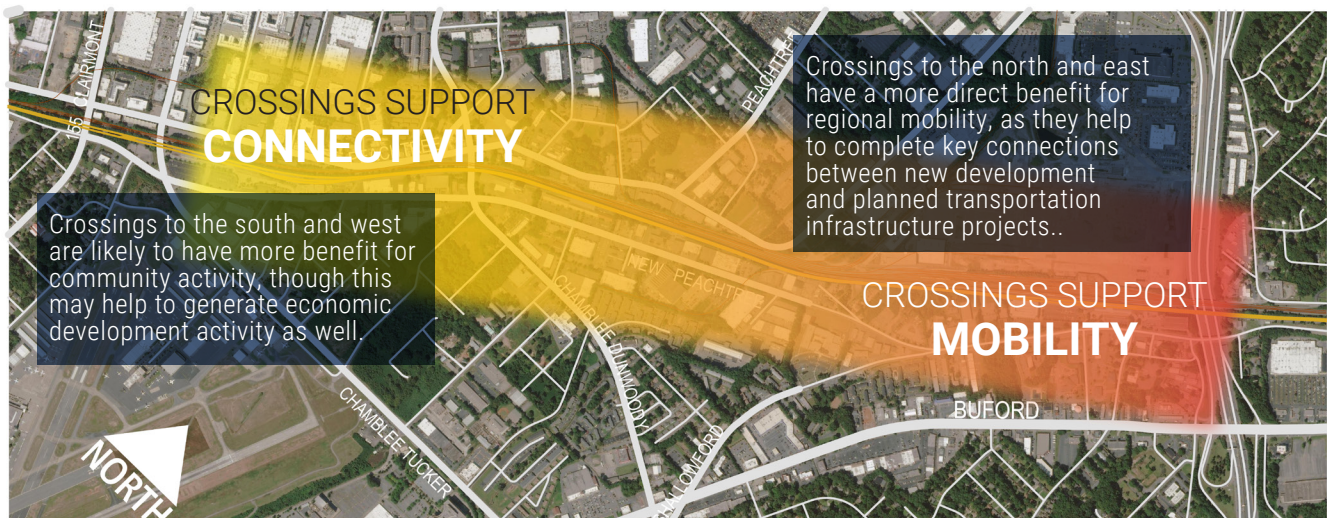 155
CLAIRMONT
CROSSINGS SUPPORT
CONNECTIVITY
Crossings to the south and west
are likely to have more benefit for
community activity, though this
may help to generate economic
development activity as well.
PEACHTREE
Crossings to the north and east
have a more direct benefit for
regional mobility, as they help
to complete key connections
between new development
and planned transportation
infrastructure projects..
NEW PEACHTREE
CHAMBLEE DUNWOODY
CROSSINGS SUPPORT
MOBILITY
BUFORD
CHAMBLEE TUCKER
SHALLOWFORD
NORTH